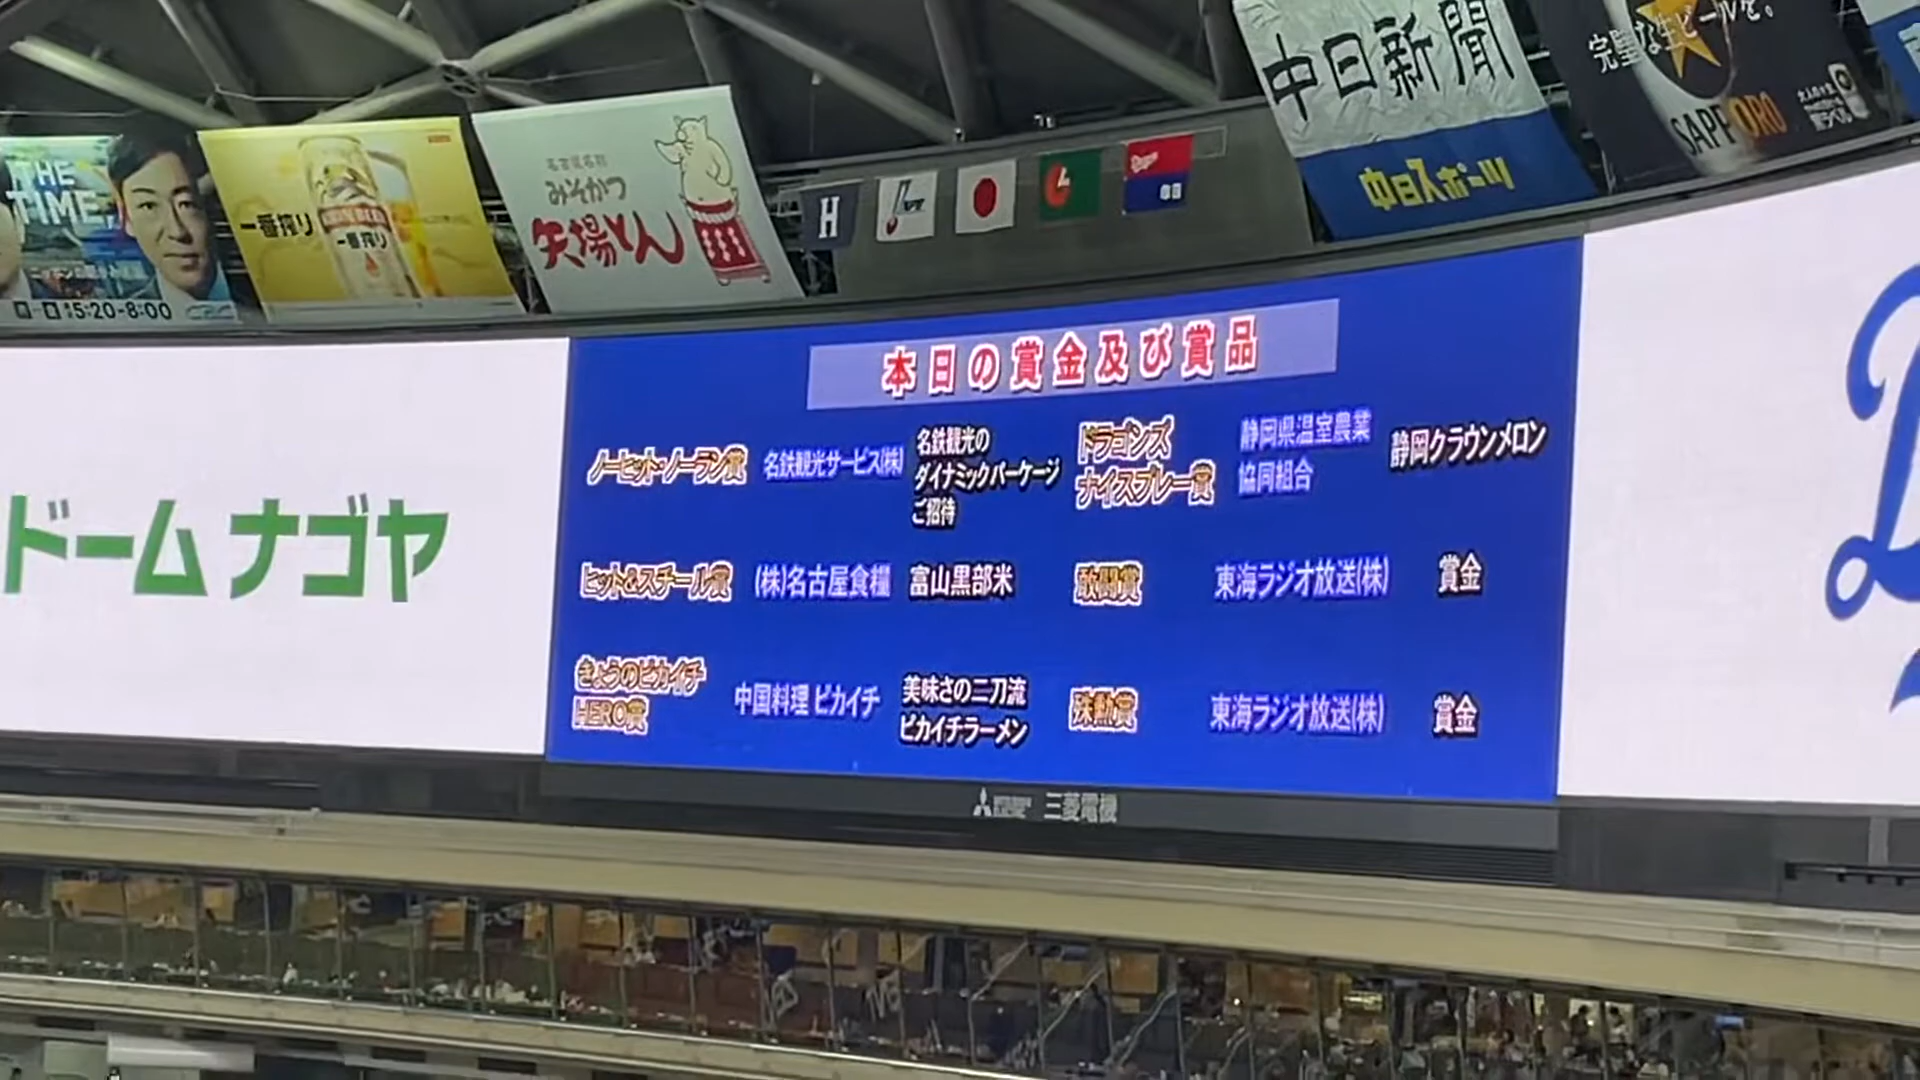 THE
TIME,
5:20-8:00
CBC
一番搾り
KIRIN BEER
一番搾り
名古屋名物
みそかつ
矢場とん
H
中日新聞
中日スポーツ
完璧な生ビールを。
SAPPORO
ドーム ナゴヤ
本日の賞金及び賞品
ノーヒット・ノーラン賞 名鉄観光サービス(株) 名鉄観光の
ダイナミックパーケージ
ご招待
ドラゴンズ
ナイスプレー賞
静岡県温室農業
協同組合
静岡クラウンメロン
ヒット&スチール賞 (株)名古屋食糧 富山黒部米
敢闘賞 東海ラジオ放送(株) 賞金
きょうのピカイチ
HERO賞
中国料理 ピカイチ
美味さの二刀流
ピカイチラーメン
殊勲賞 東海ラジオ放送(株) 賞金
三菱電機